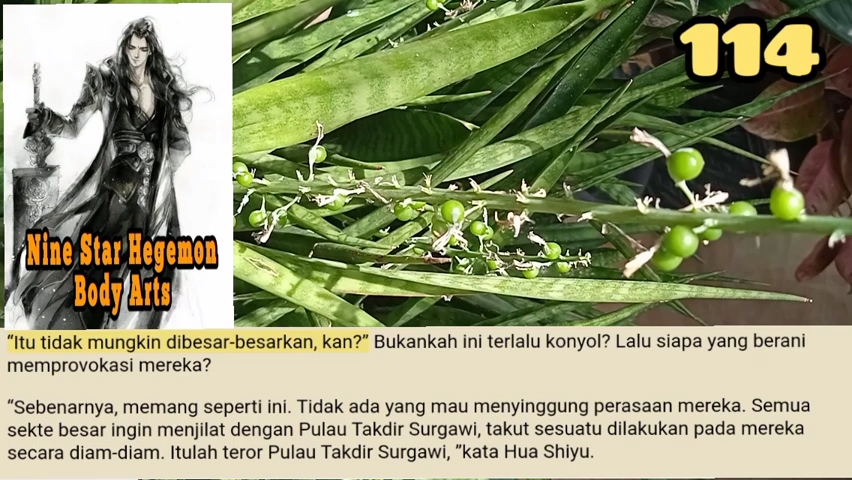 114
Nine Star Hegemon
Body Arts
“Itu tidak mungkin dibesar-besarkan, kan?” Bukankah ini terlalu konyol? Lalu siapa yang berani
memprovokasi mereka?
“Sebenarnya, memang seperti ini. Tidak ada yang mau menyinggung perasaan mereka. Semua
sekte besar ingin menjilat dengan Pulau Takdir Surgawi, takut sesuatu dilakukan pada mereka
secara diam-diam. Itulah teror Pulau Takdir Surgawi, ”kata Hua Shiyu.